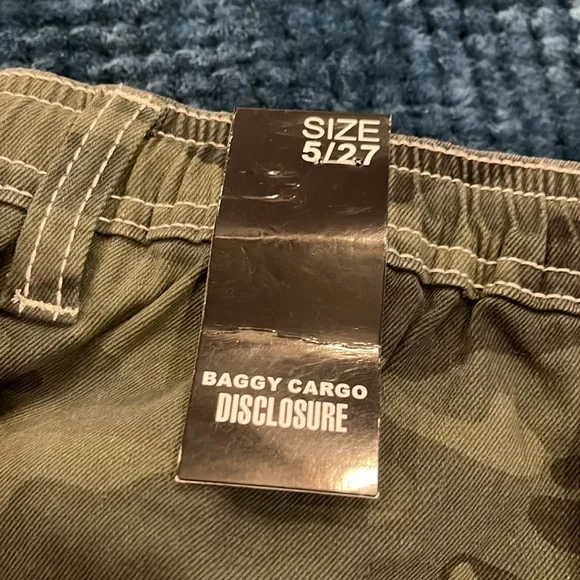 SIZE
5/27
BAGGY CARGO
DISCLOSURE